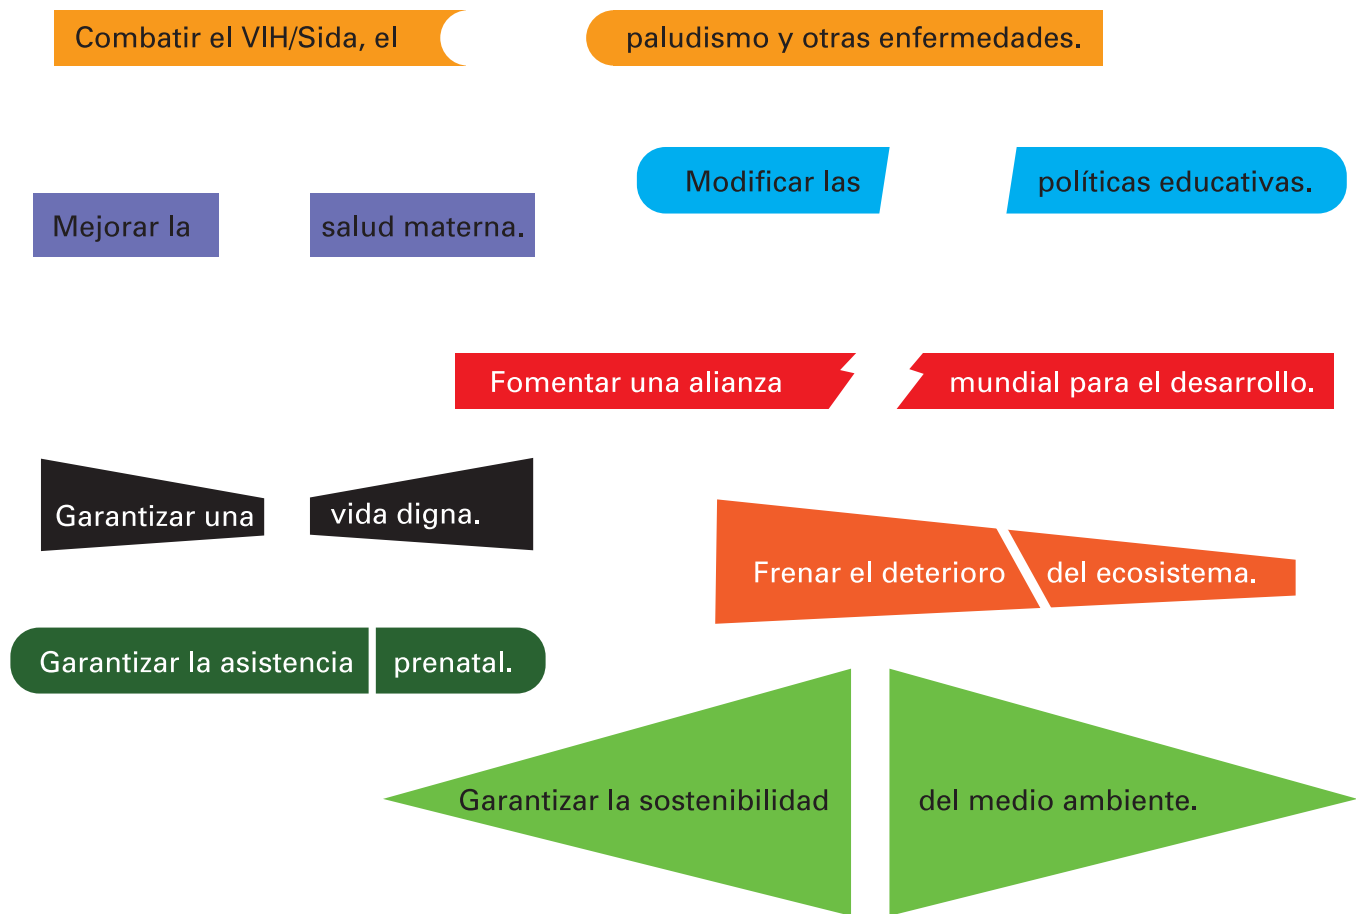 Combatir el VIH/Sida, el paludismo y otras enfermedades.
Modificar las políticas educativas.
Mejorar la salud materna.
Fomentar una alianza mundial para el desarrollo.
Garantizar una vida digna.
Frenar el deterioro del ecosistema.
Garantizar la asistencia prenatal.
Garantizar la sostenibilidad del medio ambiente.